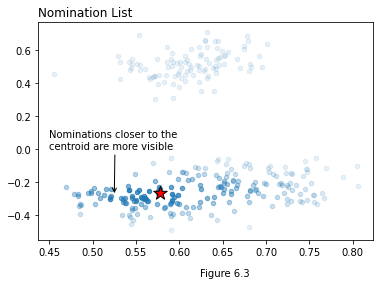 Nomination List
0.6
0.4
0.2
0.0
−0.2
−0.4
Nominations closer to the
centroid are more visible
0.45 0.50 0.55 0.60 0.65 0.70 0.75 0.80
Figure 6.3